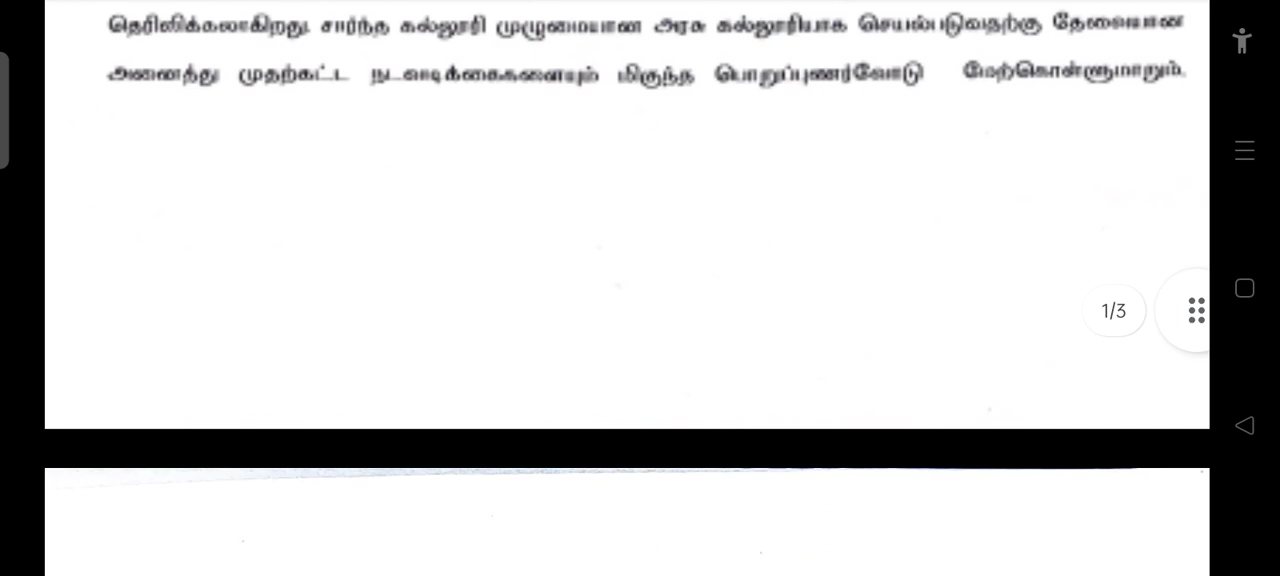 தெரிவிக்கலாகிறது. சார்ந்த கல்லூரி முழுமையான அரசு கல்லூரியாக செயல்படுவதற்கு தேவையான
அனைத்து முதற்கட்ட நடவடிக்கைகளையும் மிகுந்த பொறுப்புணர்வோடு மேற்கொள்ளுமாறும்,
1/3